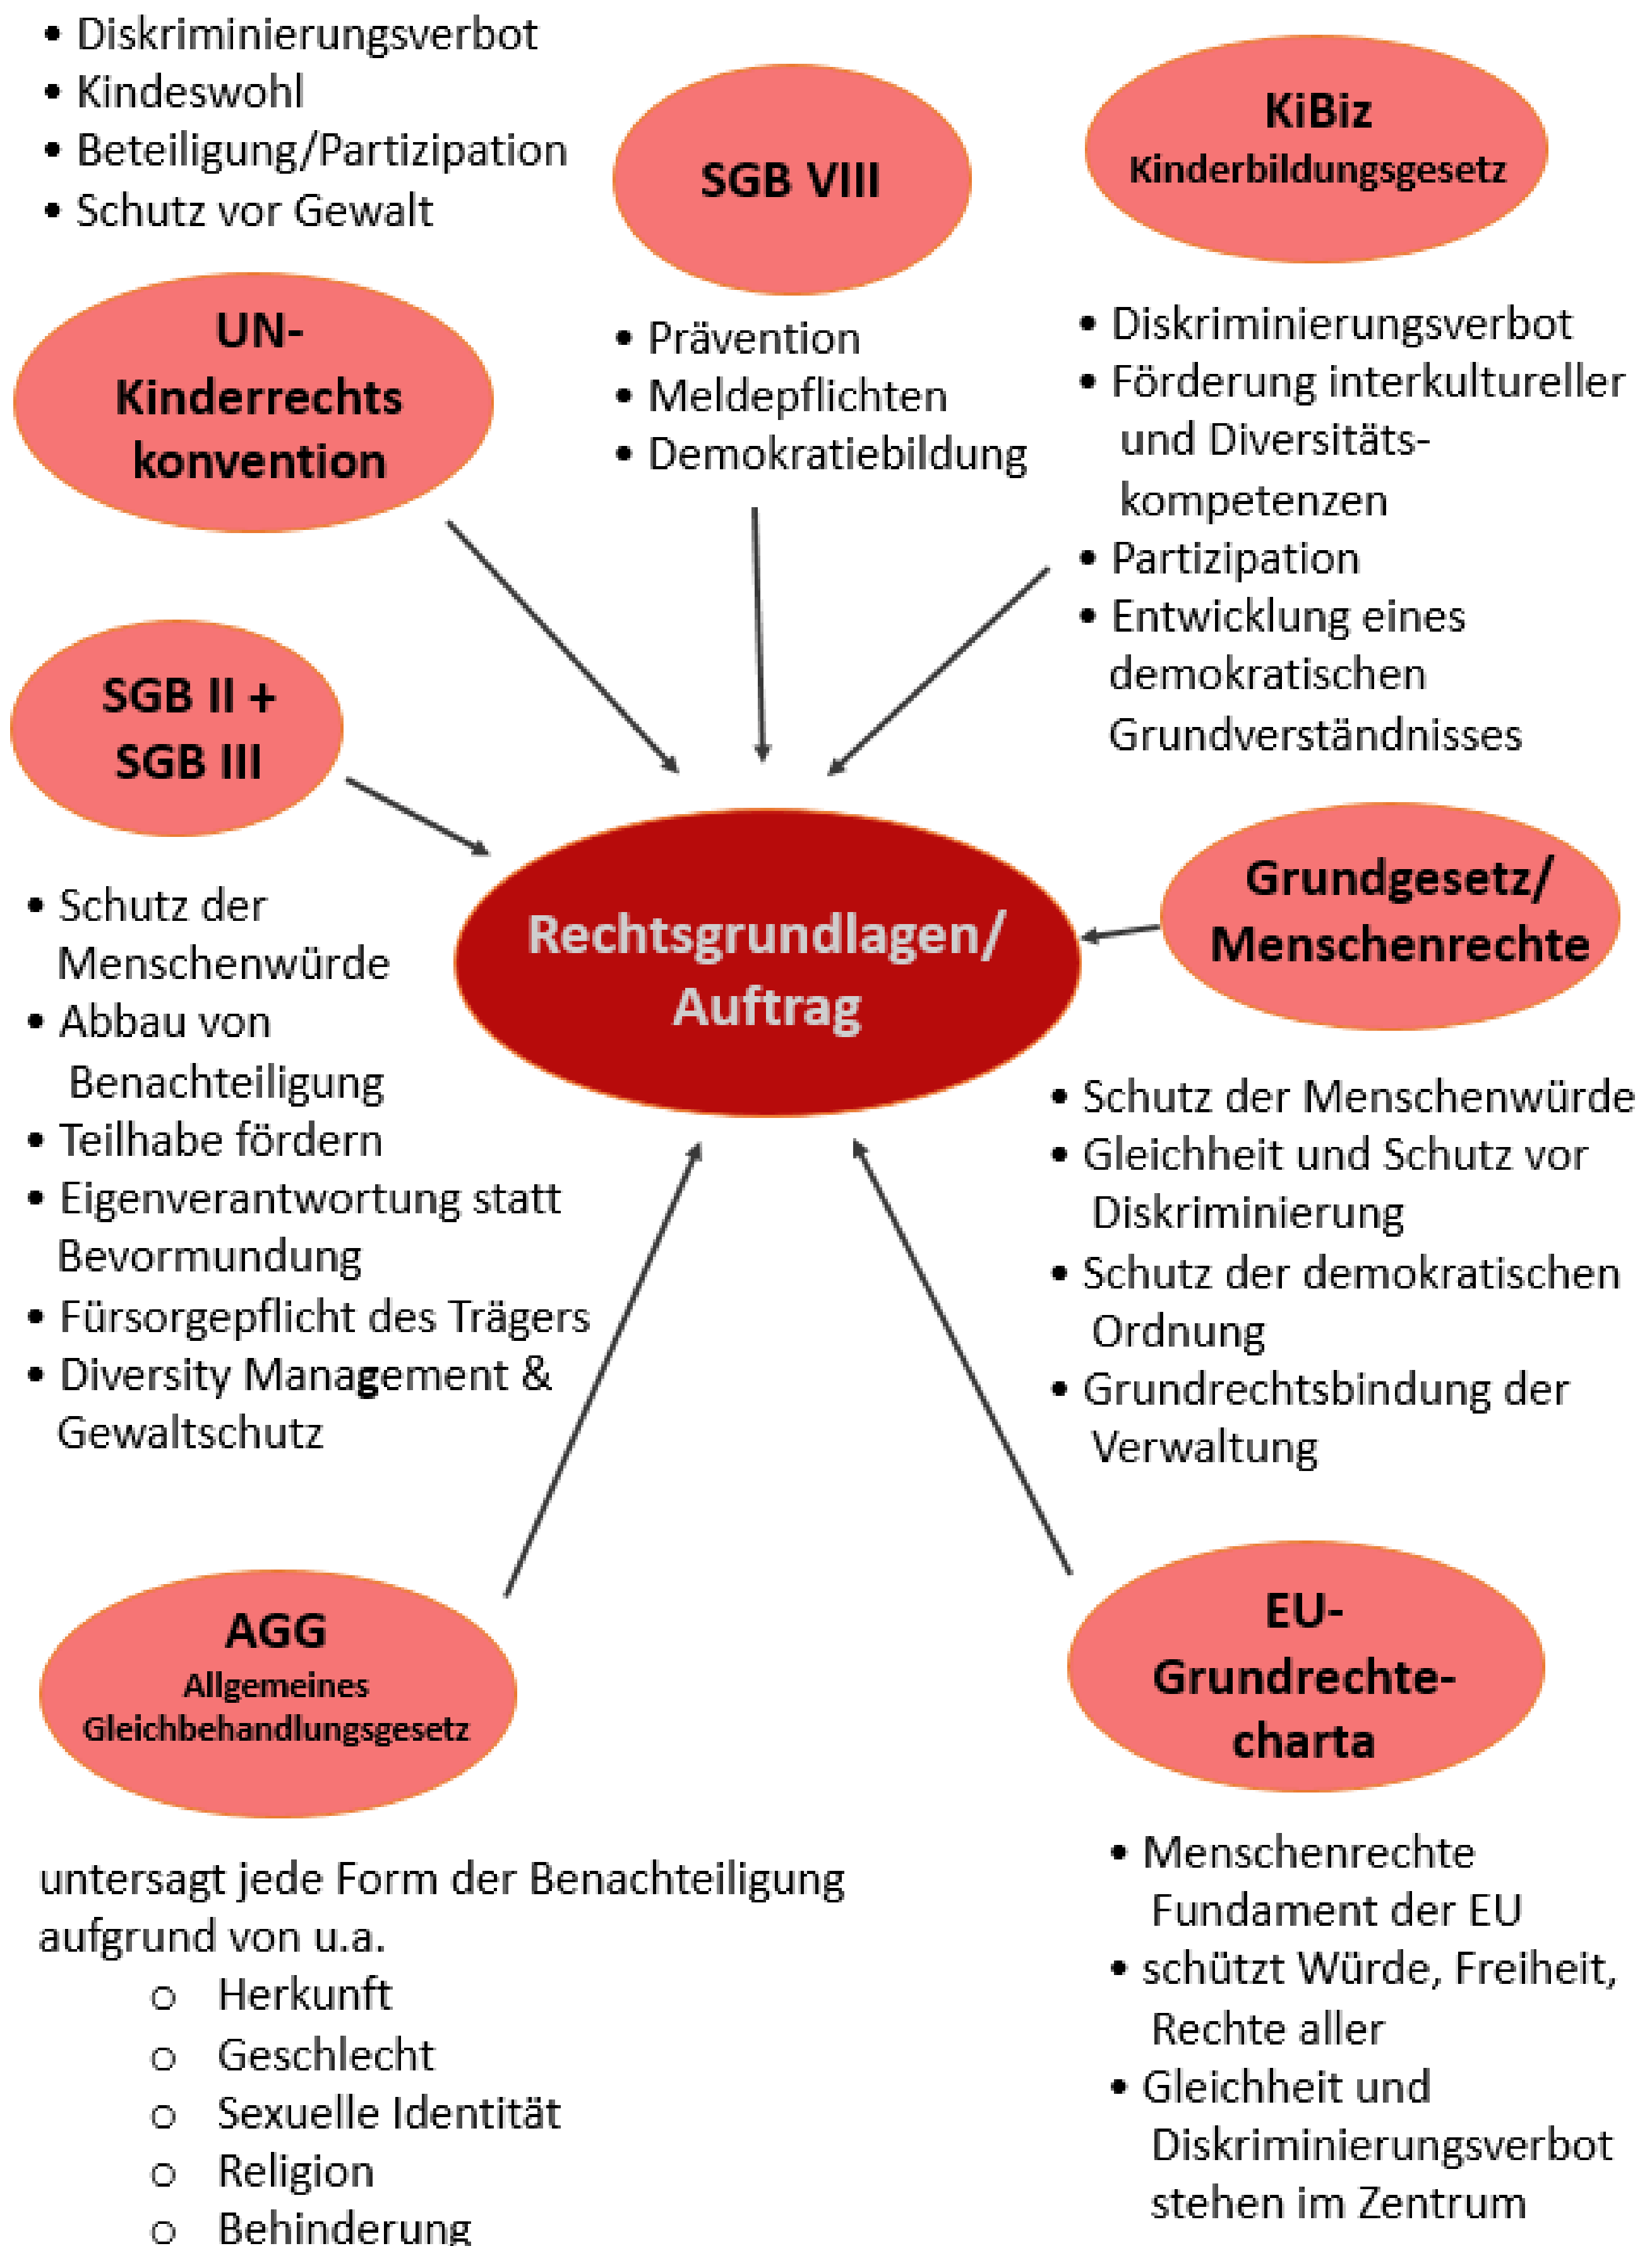 • Diskriminierungsverbot
• Kindeswohl
• Beteiligung/Partizipation
• Schutz vor Gewalt
UN-
Kinderrechts
konvention
SGB VIII
• Prävention
• Meldepflichten
• Demokratiebildung
KiBiz
Kinderbildungsgesetz
• Diskriminierungsverbot
• Förderung interkultureller
und Diversitäts-
kompetenzen
• Partizipation
• Entwicklung eines
demokratischen
Grundverständnisses
SGB II +
SGB III
• Schutz der
Menschenwürde
• Abbau von
Benachteiligung
• Teilhabe fördern
• Eigenverantwortung statt
Bevormundung
• Fürsorgepflicht des Trägers
• Diversity Management &
Gewaltschutz
Rechtsgrundlagen/
Auftrag
Grundgesetz/
Menschenrechte
• Schutz der Menschenwürde
• Gleichheit und Schutz vor
Diskriminierung
• Schutz der demokratischen
Ordnung
• Grundrechtsbindung der
Verwaltung
AGG
Allgemeines
Gleichbehandlungsgesetz
untersagt jede Form der Benachteiligung
aufgrund von u.a.
o Herkunft
o Geschlecht
o Sexuelle Identität
o Religion
o Behinderung
EU-
Grundrechte-
charta
• Menschenrechte
Fundament der EU
• schützt Würde, Freiheit,
Rechte aller
• Gleichheit und
Diskriminierungsverbot
stehen im Zentrum